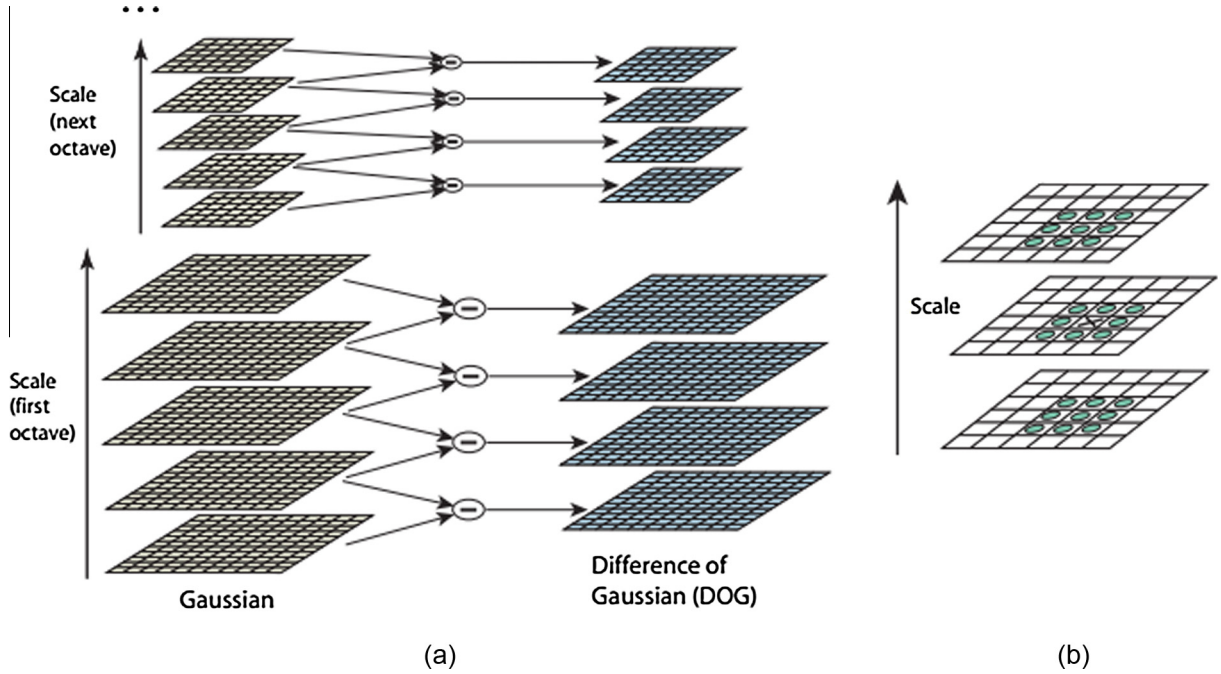 ...
Scale
(next
octave)
Scale
(first
octave)
Gaussian
Difference of
Gaussian (DOG)
(a)
Scale
(b)